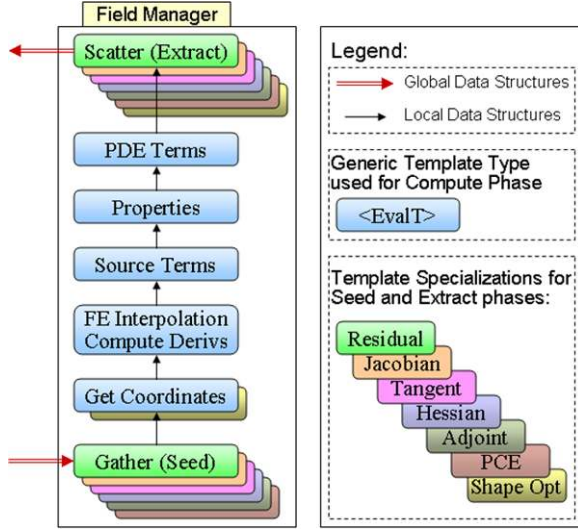 Field Manager
Scatter (Extract)
PDE Terms
Properties
Source Terms
FE Interpolation
Compute Derivs
Get Coordinates
Gather (Seed)
Legend:
Global Data Structures
Local Data Structures
Generic Template Type
used for Compute Phase
<EvalT>
Template Specializations for
Seed and Extract phases:
Residual
Jacobian
Tangent
Hessian
Adjoint
PCE
Shape Opt